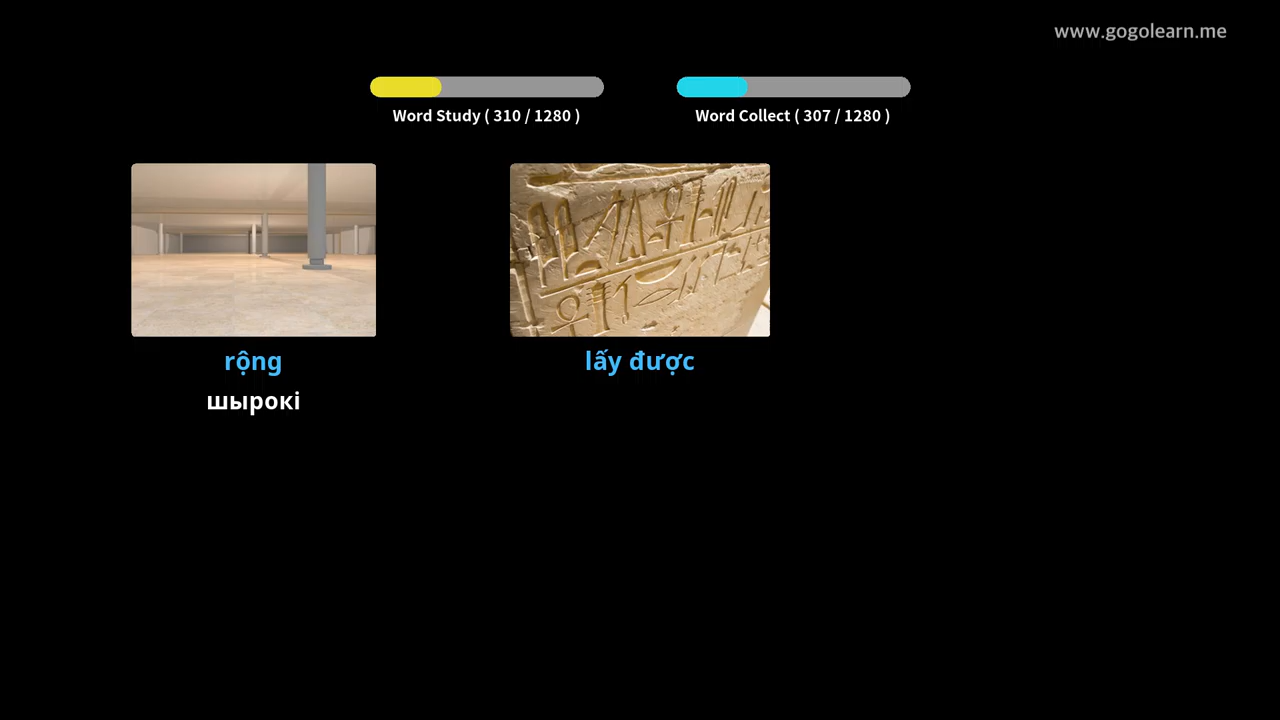 www.gogolearn.me
Word Study ( 310 / 1280 )
Word Collect ( 307 / 1280 )
rộng
lấy được
шырокі